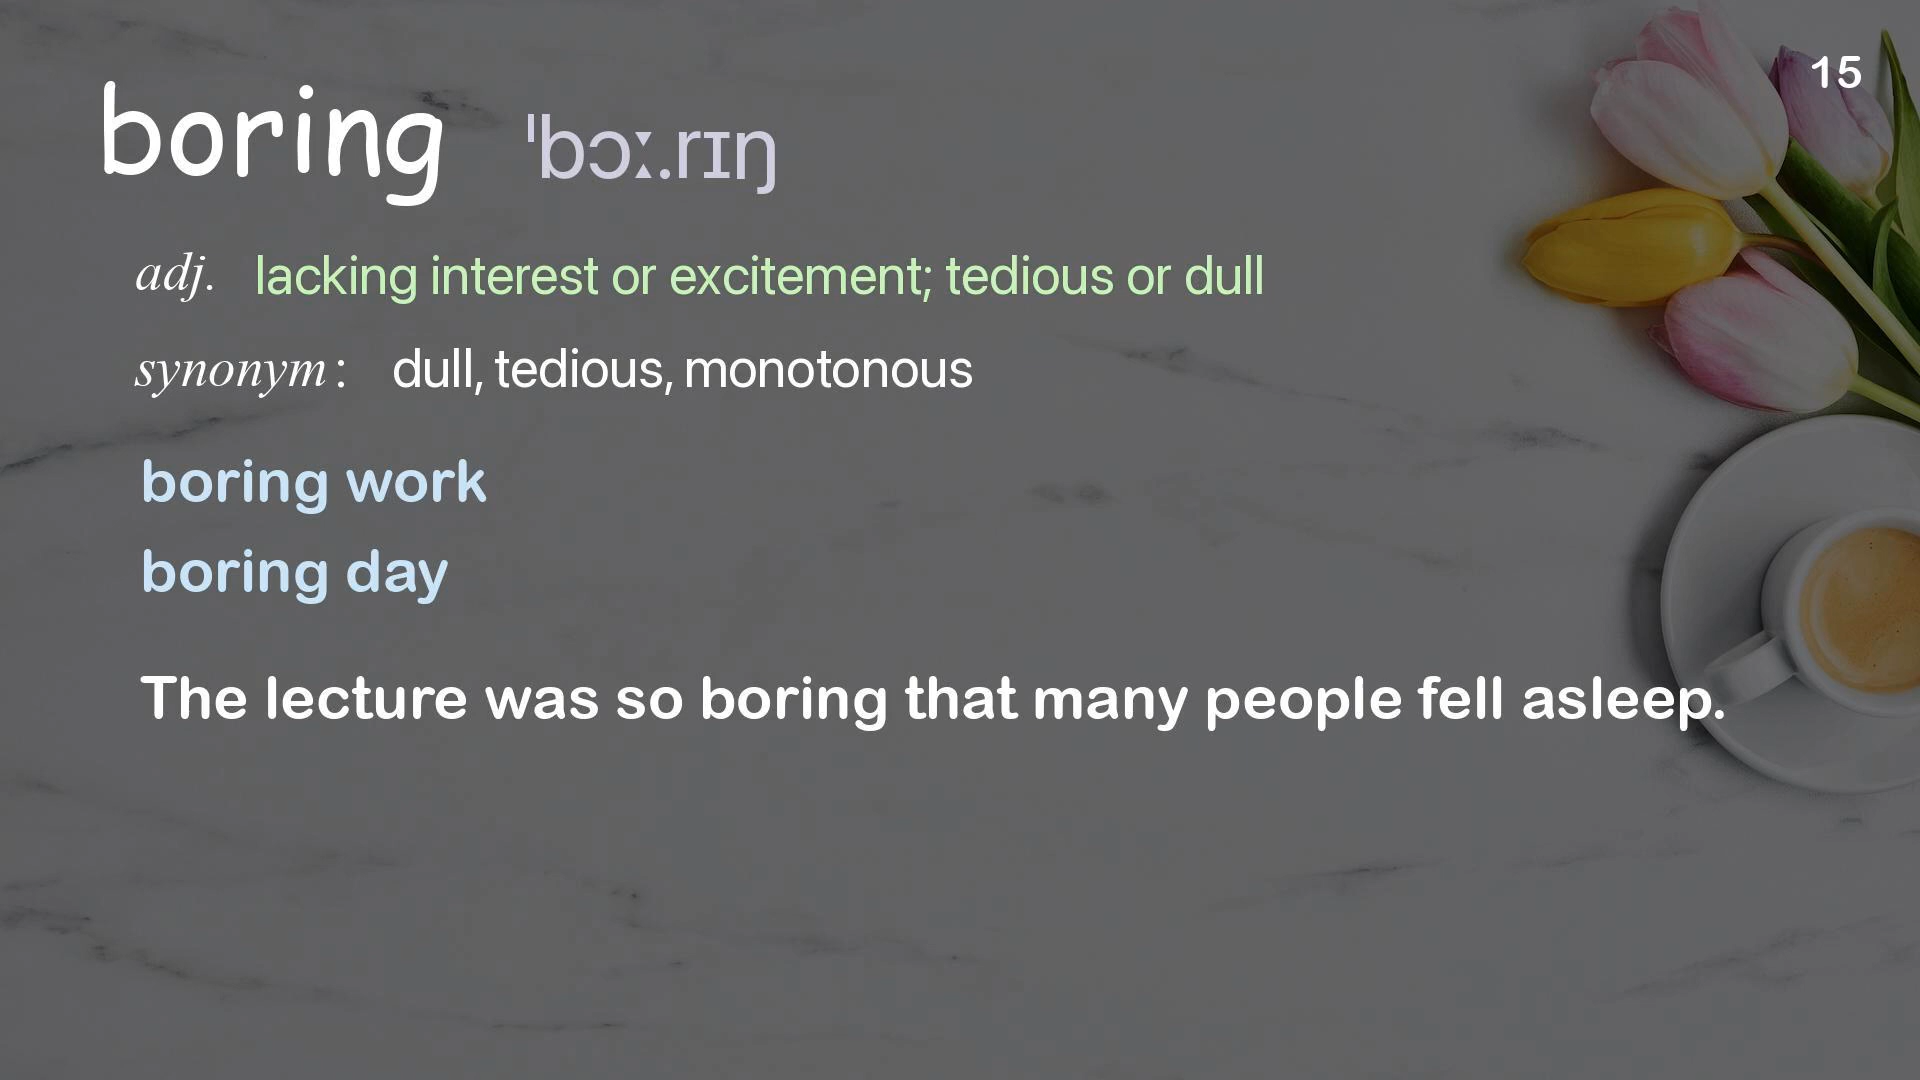 15
boring ˈbɔː.rɪŋ
adj. lacking interest or excitement; tedious or dull
synonym: dull, tedious, monotonous
boring work
boring day
The lecture was so boring that many people fell asleep.